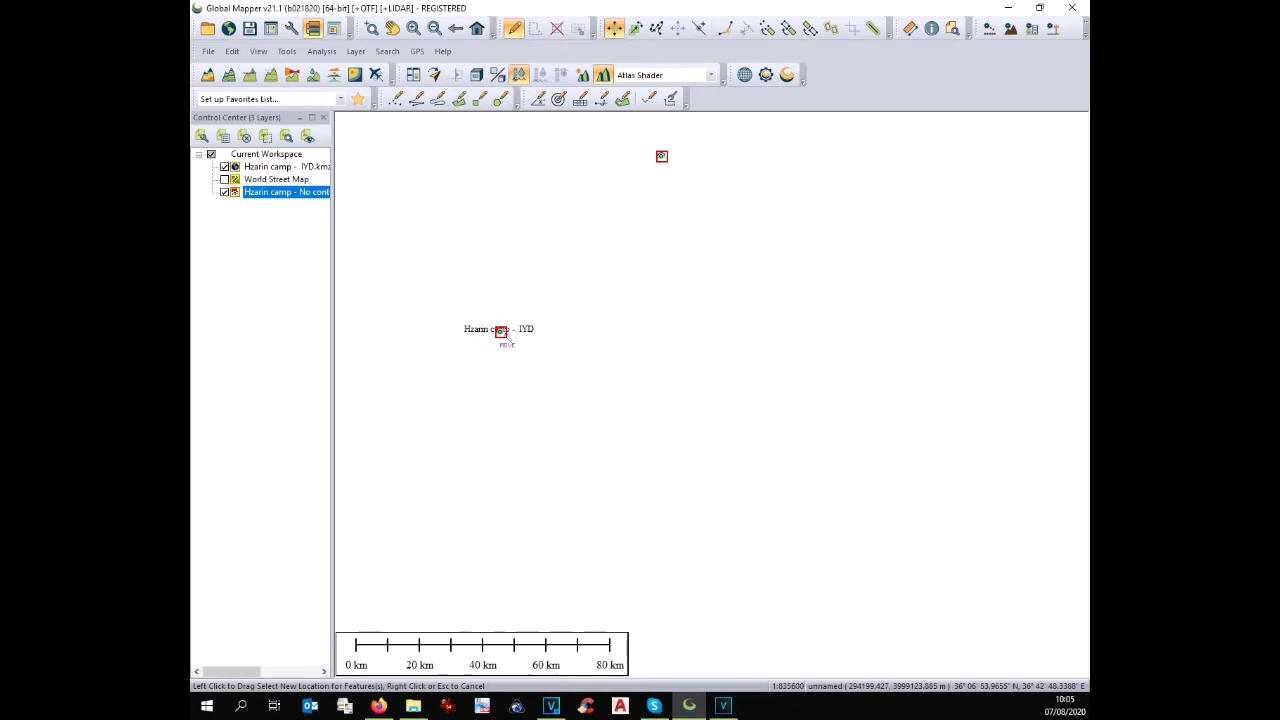 Global Mapper v21.1 (b021820) [64-bit] [+OTF] [+LIDAR] - REGISTERED
File Edit View Tools Analysis Layer Search GPS Help
Atlas Shader
Set up Favorites List...
Control Center (3 Layers)
Current Workspace
Hzarin camp - IYD.kmz
World Street Map
Hzarin camp - No cont
Hzarin - IYD
MOVE
0 km 20 km 40 km 60 km 80 km
Left Click to Drag Select New Location for Features(s), Right Click or Esc to Cancel
1:835600 unnamed ( 294199.427, 3999123.885 m ) 36° 06' 53.9655" N, 36° 42' 48.3388" E
10:05
07/08/2020